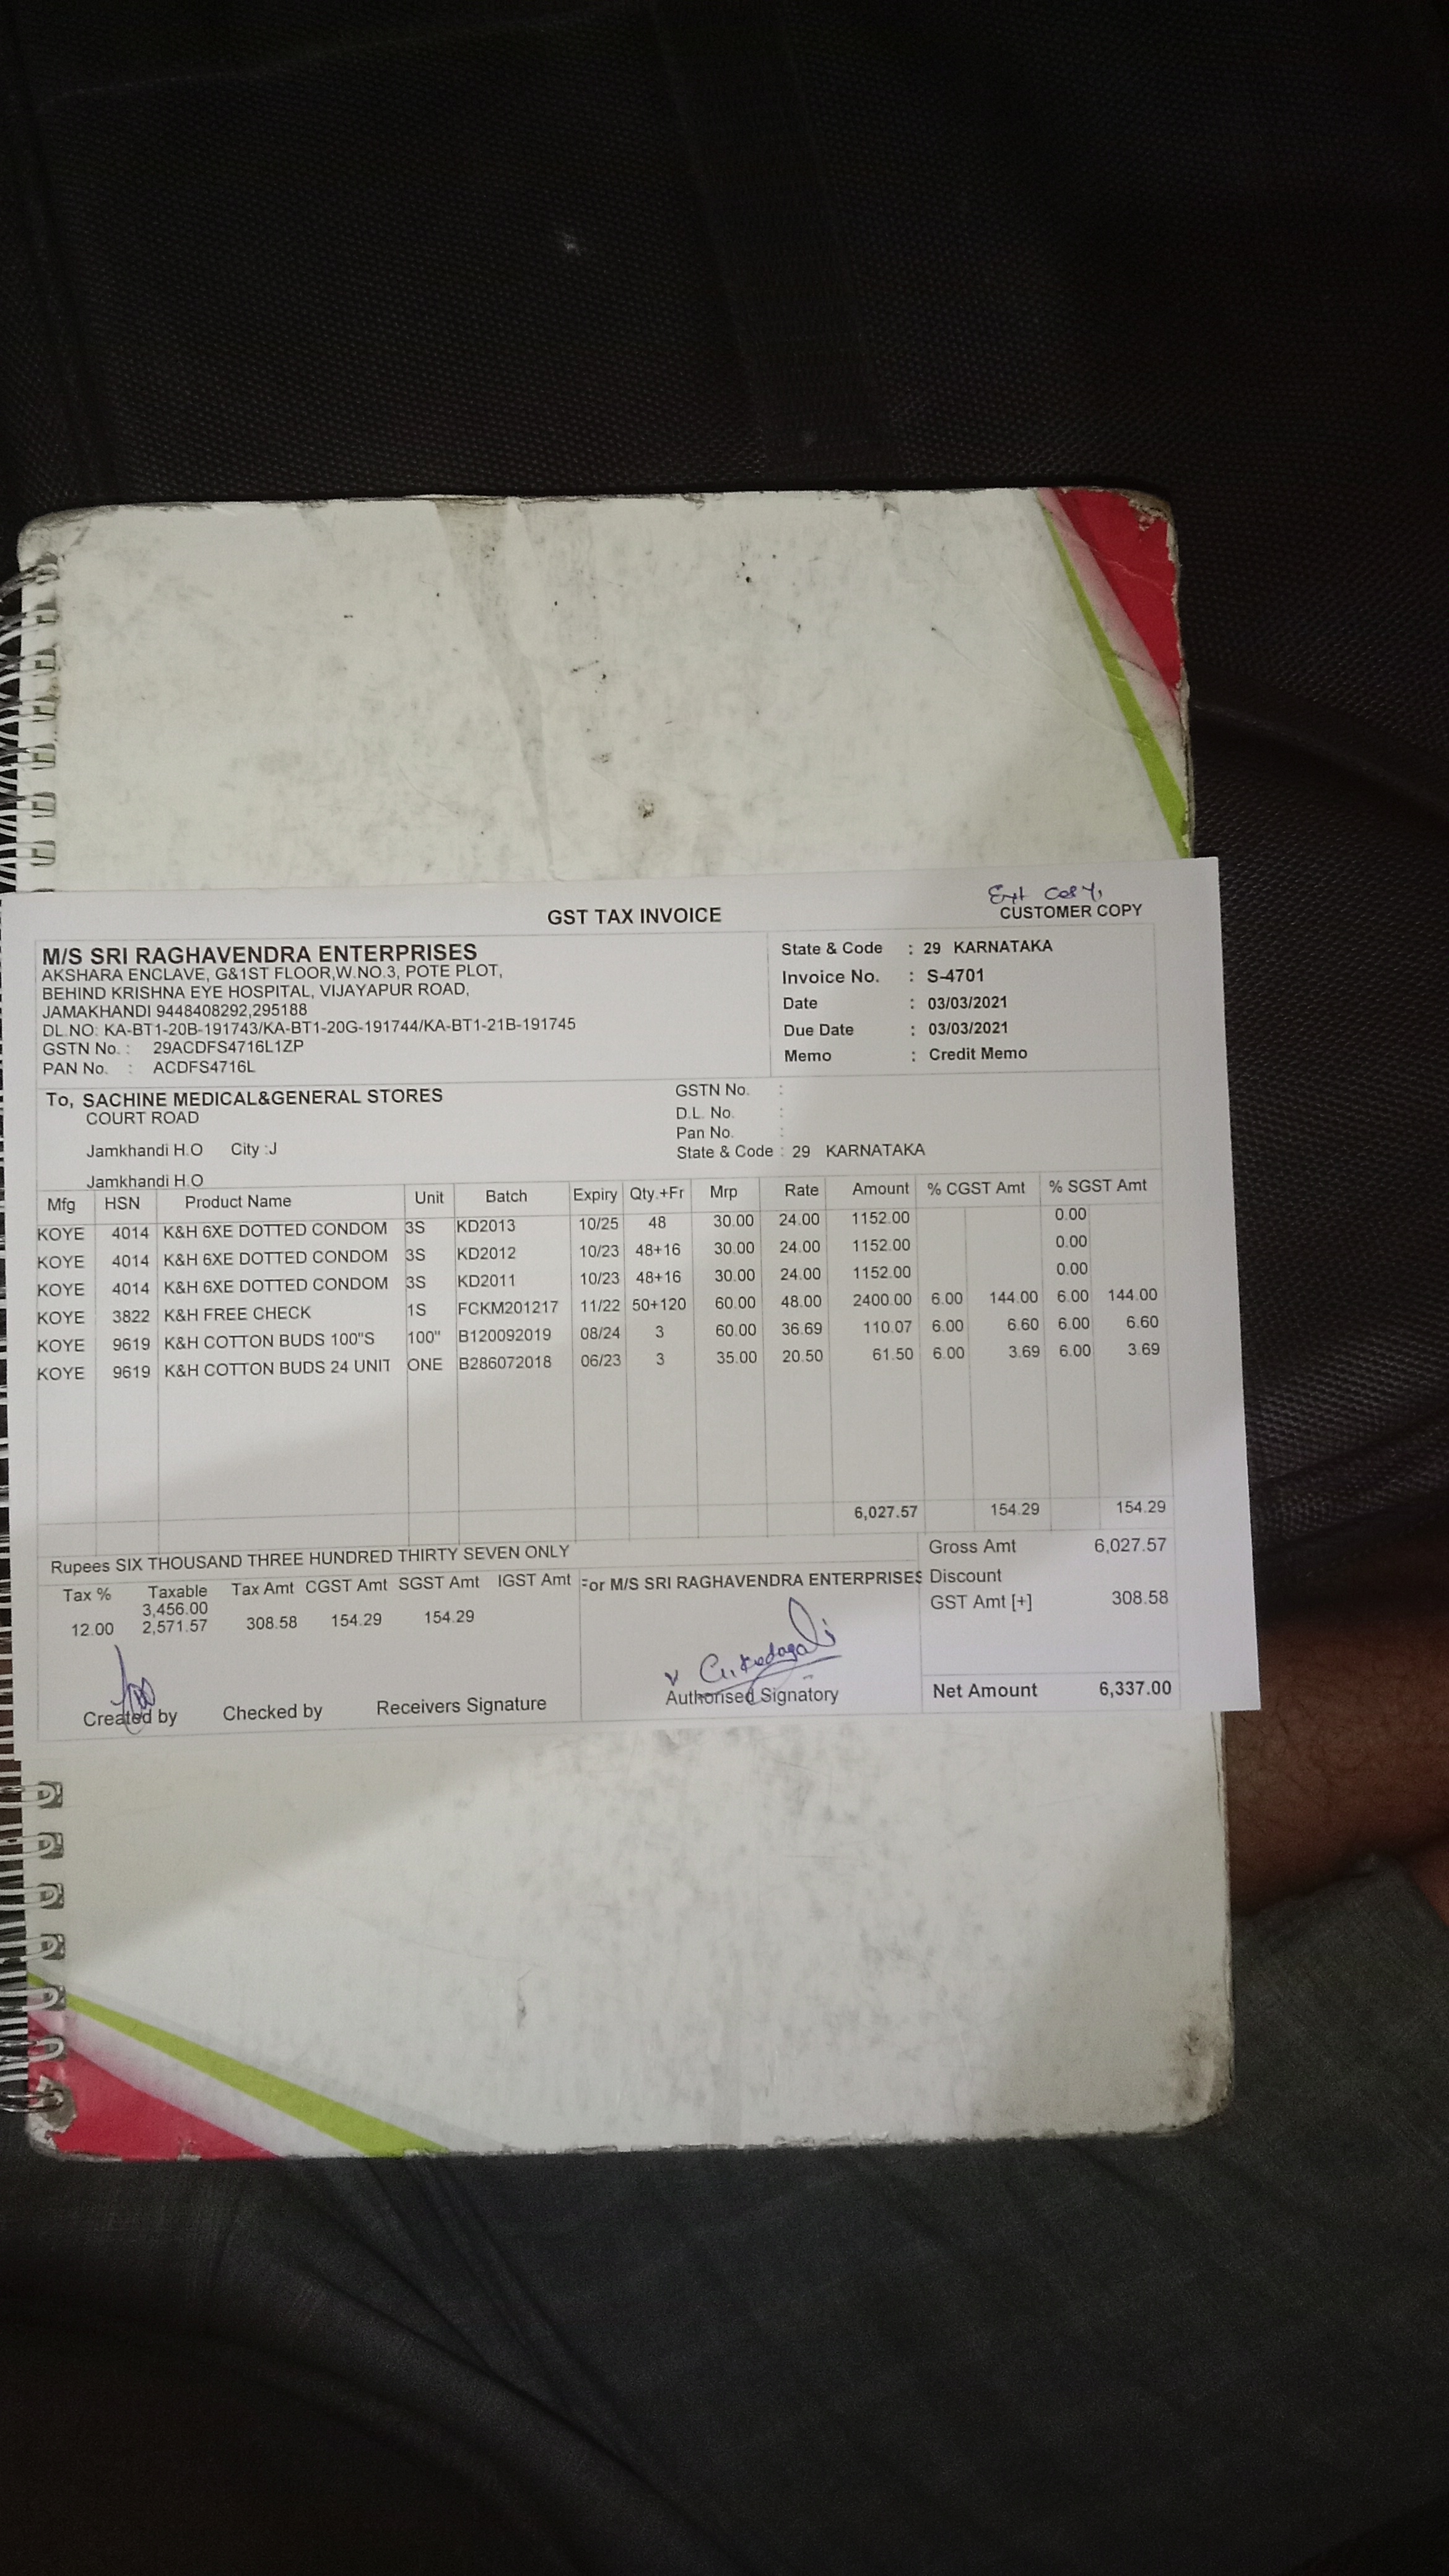 GST TAX INVOICE
CUSTOMER COPY
M/S SRI RAGHAVENDRA ENTERPRISES
AKSHARA ENCLAVE, G&1ST FLOOR,W.NO.3, POTE PLOT,
BEHIND KRISHNA EYE HOSPITAL, VIJAYAPUR ROAD,
JAMAKHANDI 9448408292,295188
DL.NO: KA-BT1-20B-191743/KA-BT1-20G-191744/KA-BT1-21B-191745
GSTN No. : 29ACDFS4716L1ZP
PAN No. : ACDFS4716L
State & Code : 29 KARNATAKA
Invoice No. : S-4701
Date : 03/03/2021
Due Date : 03/03/2021
Memo : Credit Memo
To, SACHINE MEDICAL&GENERAL STORES
COURT ROAD
Jamkhandi H.O City :J
Jamkhandi H.O
GSTN No. :
D.L. No. :
Pan No. :
State & Code : 29 KARNATAKA
Mfg HSN Product Name Unit Batch Expiry Qty.+Fr Mrp Rate Amount % CGST Amt % SGST Amt
KOYE 4014 K&H 6XE DOTTED CONDOM 3S KD2013 10/25 48 30.00 24.00 1152.00 0.00
KOYE 4014 K&H 6XE DOTTED CONDOM 3S KD2012 10/23 48+16 30.00 24.00 1152.00 0.00
KOYE 4014 K&H 6XE DOTTED CONDOM 3S KD2011 10/23 48+16 30.00 24.00 1152.00 0.00
KOYE 3822 K&H FREE CHECK 1S FCKM201217 11/22 50+120 60.00 48.00 2400.00 6.00 144.00 6.00 144.00
KOYE 9619 K&H COTTON BUDS 100"S 100" B120092019 08/24 3 60.00 36.69 110.07 6.00 6.60 6.00 6.60
KOYE 9619 K&H COTTON BUDS 24 UNIT ONE B286072018 06/23 3 35.00 20.50 61.50 6.00 3.69 6.00 3.69
6,027.57 154.29 154.29
Rupees SIX THOUSAND THREE HUNDRED THIRTY SEVEN ONLY
Tax % Taxable Tax Amt CGST Amt SGST Amt IGST Amt
3,456.00
12.00 2,571.57 308.58 154.29 154.29
Created by Checked by Receivers Signature
For M/S SRI RAGHAVENDRA ENTERPRISES
Authorised Signatory
Gross Amt 6,027.57
Discount
GST Amt [+] 308.58
Net Amount 6,337.00